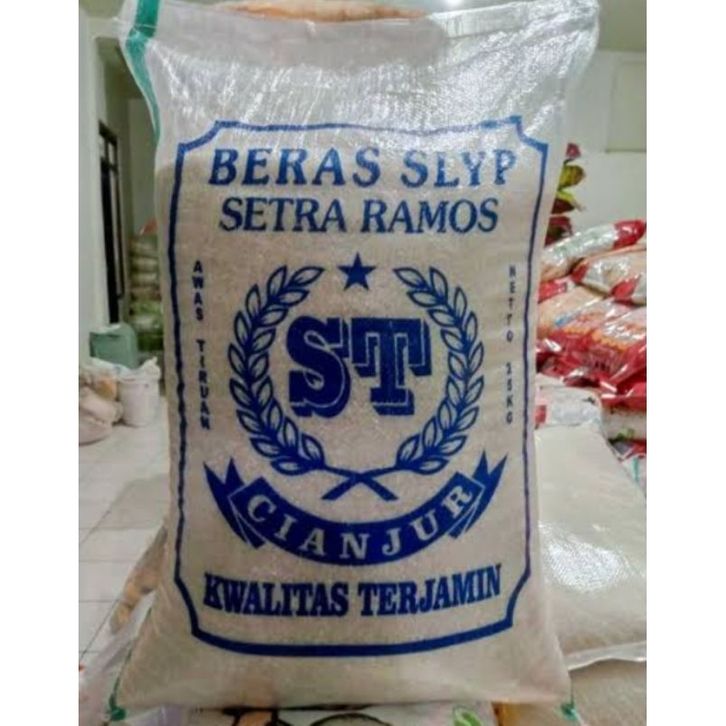 BERAS SLYP
SETRA RAMOS
AWAS TIRUAN
ST
NETTO 25KG
CIANJUR
KWALITAS TERJAMIN